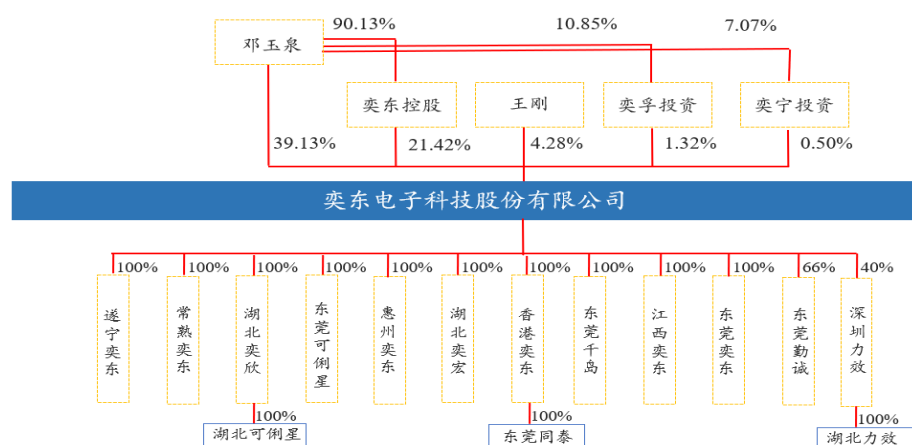 90.13%
10.85%
7.07%
邓玉泉
奕东控股
王刚
奕孚投资
奕宁投资
39.13%
21.42%
4.28%
1.32%
0.50%
奕东电子科技股份有限公司
100%
100%
100%
100%
100%
100%
100%
100%
100%
100%
66%
40%
遂宁奕东
常熟奕东
湖北奕欣
东莞可俐星
惠州奕东
湖北奕宏
香港奕东
东莞千岛
江西奕东
东莞奕东
东莞勤诚
深圳力效
100%
100%
100%
湖北可俐星
东莞同泰
湖北力效